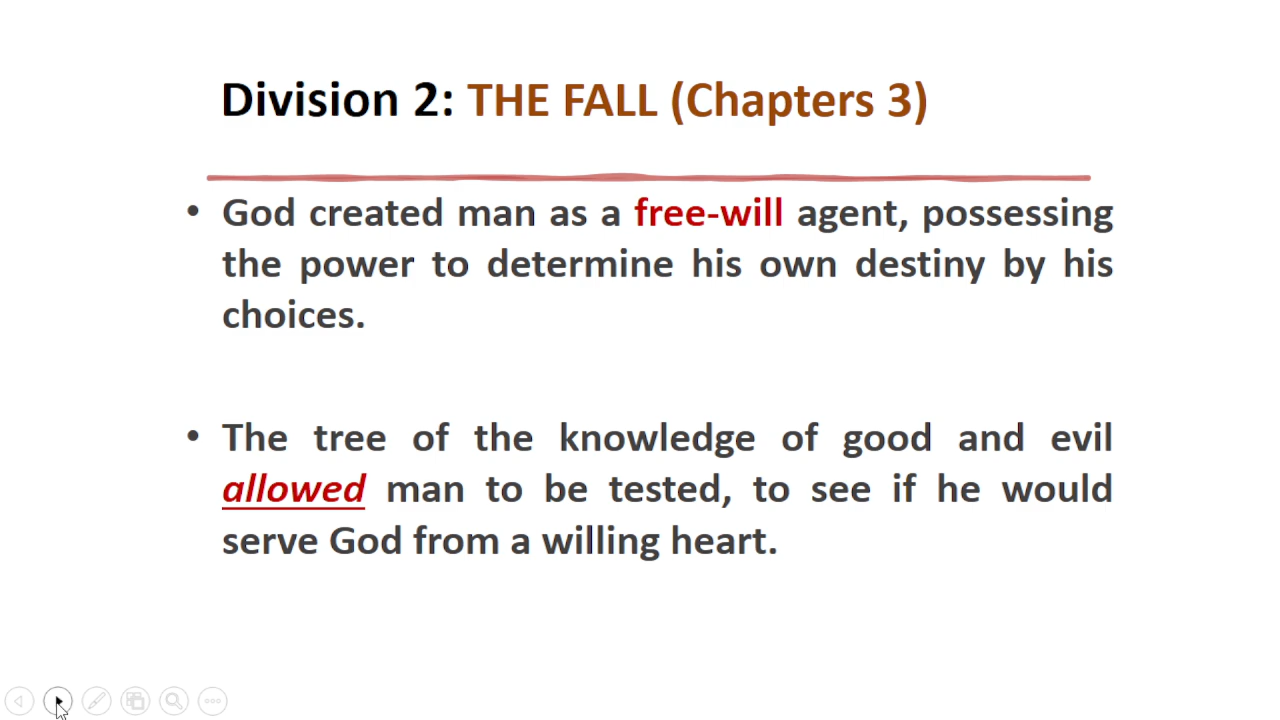 Division 2: THE FALL (Chapters 3)
• God created man as a free-will agent, possessing
the power to determine his own destiny by his
choices.
• The tree of the knowledge of good and evil
allowed man to be tested, to see if he would
serve God from a willing heart.